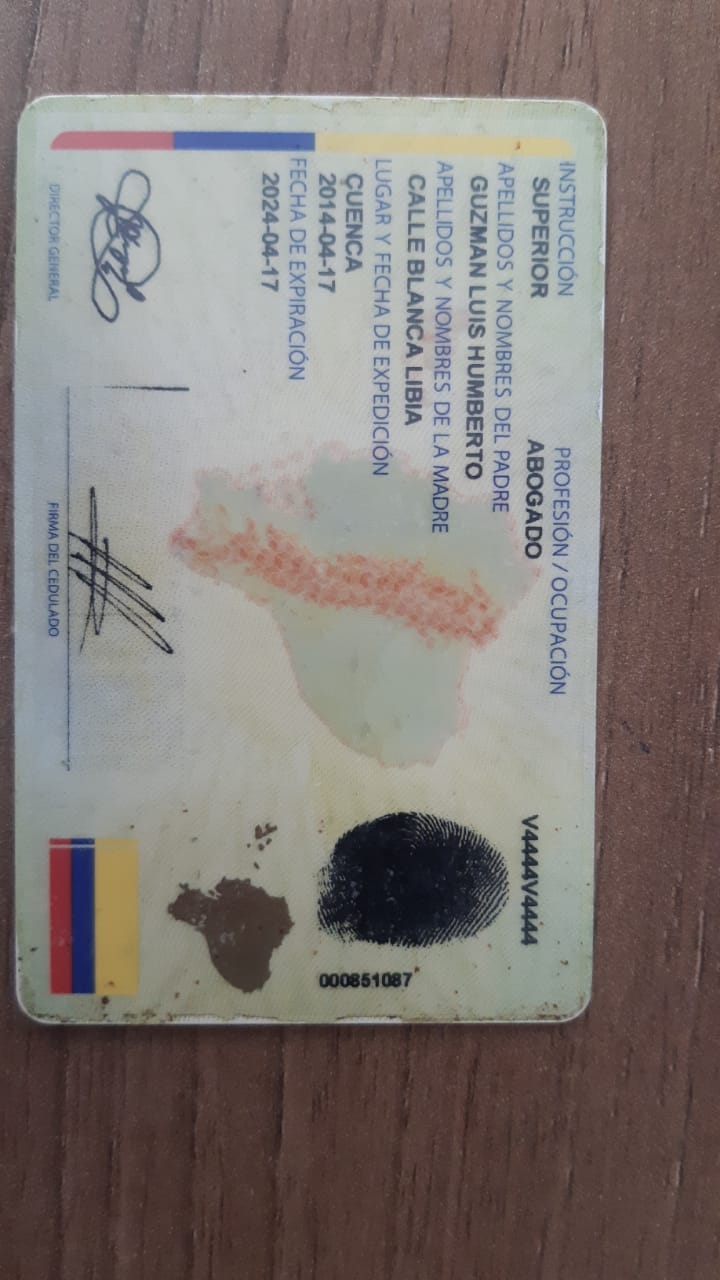 INSTRUCCIÓN
SUPERIOR
PROFESIÓN / OCUPACIÓN
ABOGADO
V4444V4444
APELLIDOS Y NOMBRES DEL PADRE
GUZMAN LUIS HUMBERTO
APELLIDOS Y NOMBRES DE LA MADRE
CALLE BLANCA LIBIA
LUGAR Y FECHA DE EXPEDICIÓN
CUENCA
2014-04-17
FECHA DE EXPIRACIÓN
2024-04-17
000851087
DIRECTOR GENERAL
FIRMA DEL CEDULADO